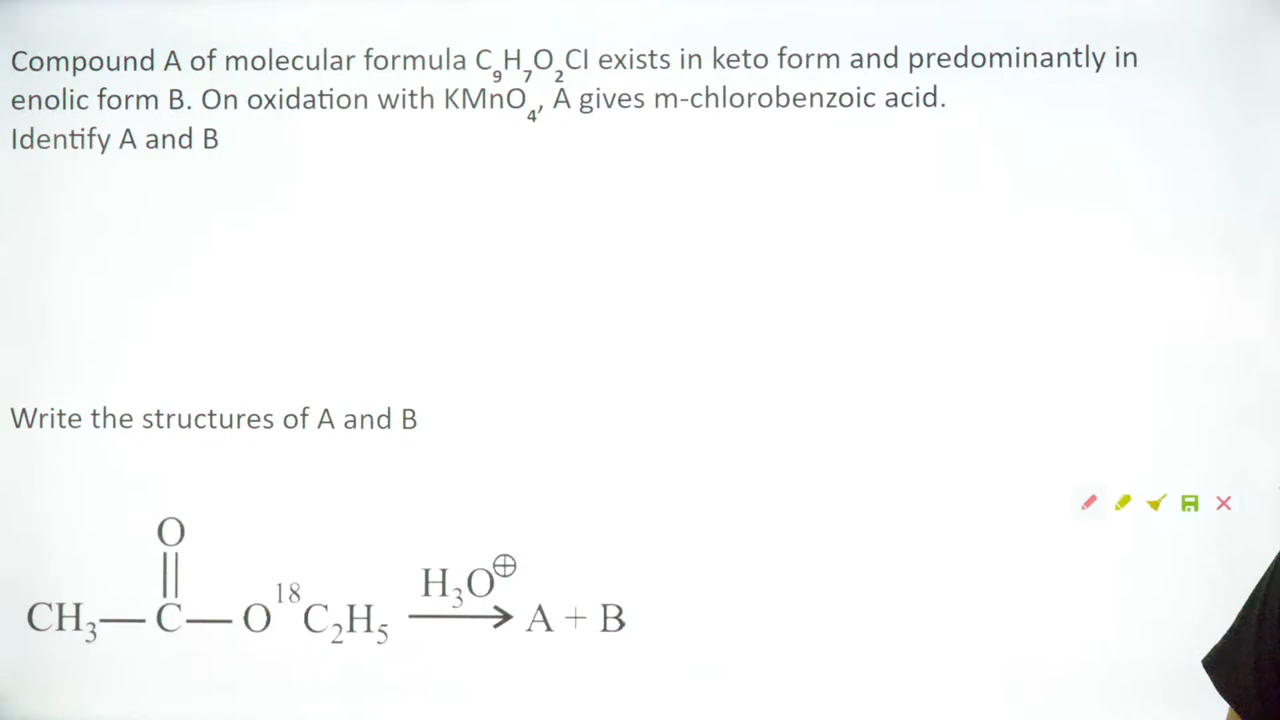 Compound A of molecular formula C₉H₇O₂Cl exists in keto form and predominantly in
enolic form B. On oxidation with KMnO₄, A gives m-chlorobenzoic acid.
Identify A and B
Write the structures of A and B
O
||
CH₃—C—O¹⁸C₂H₅ H₃O⊕ → A + B